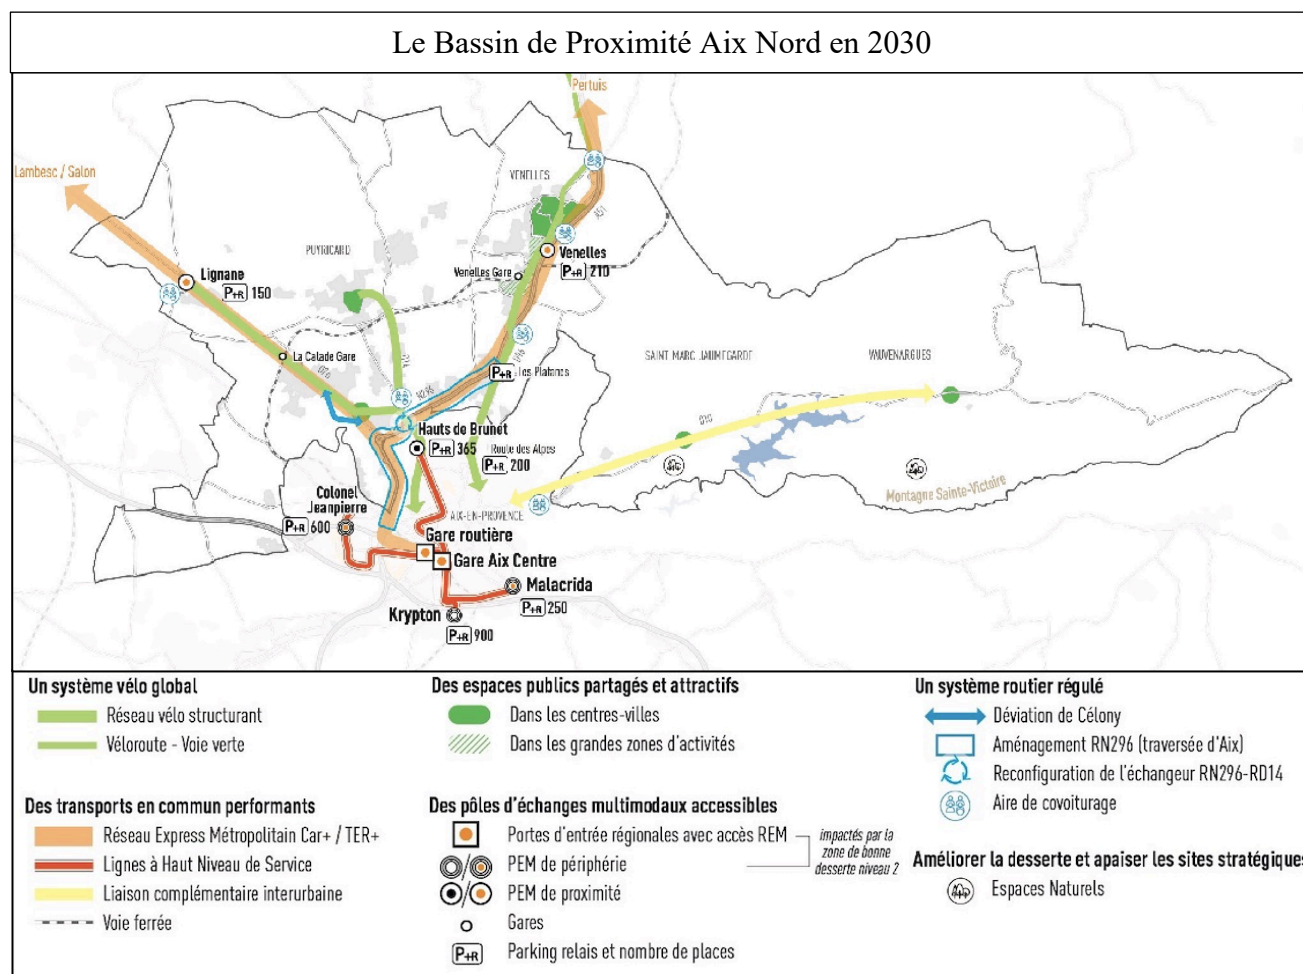 Le Bassin de Proximité Aix Nord en 2030
Pertuis
Lambesc / Salon
VENELLES
A51
PUYRICARD
Venelles
P+R 210
Venelles Gare
Lignane
P+R 150
SAINT MARC JAUMEGARDE
VAUVENARGUES
La Calade Gare
D14
N296
P+R Les Platanes
D10
Hauts de Brunet
P+R 365
Route des Alpes
P+R 200
Montagne Sainte-Victoire
Colonel
Jeanpierre
P+R 600
AIX-EN-PROVENCE
Gare routière
Gare Aix Centre
Malacrida
P+R 250
Krypton
P+R 900
Un système vélo global
Réseau vélo structurant
Véloroute - Voie verte
Des transports en commun performants
Réseau Express Métropolitain Car+ / TER+
Lignes à Haut Niveau de Service
Liaison complémentaire interurbaine
Voie ferrée
Des espaces publics partagés et attractifs
Dans les centres-villes
Dans les grandes zones d'activités
Des pôles d'échanges multimodaux accessibles
Portes d'entrée régionales avec accès REM
PEM de périphérie
PEM de proximité
impactés par la
zone de bonne
desserte niveau 2
Gares
P+R Parking relais et nombre de places
Un système routier régulé
Déviation de Célony
Aménagement RN296 (traversée d'Aix)
Reconfiguration de l'échangeur RN296-RD14
Aire de covoiturage
Améliorer la desserte et apaiser les sites stratégiques
Espaces Naturels